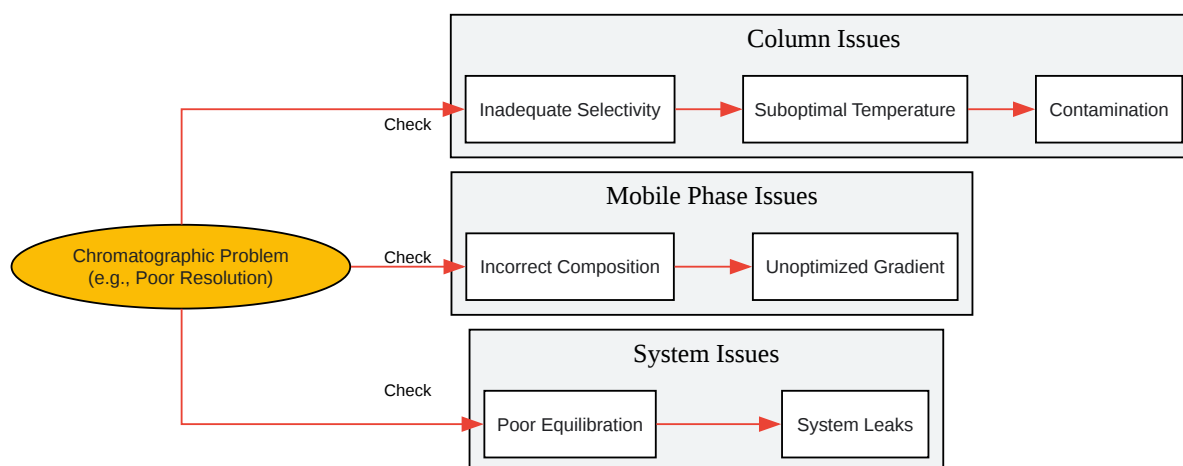 Column Issues
Inadequate Selectivity
Suboptimal Temperature
Contamination
Check
Mobile Phase Issues
Chromatographic Problem
(e.g., Poor Resolution)
Check
Incorrect Composition
Unoptimized Gradient
System Issues
Check
Poor Equilibration
System Leaks